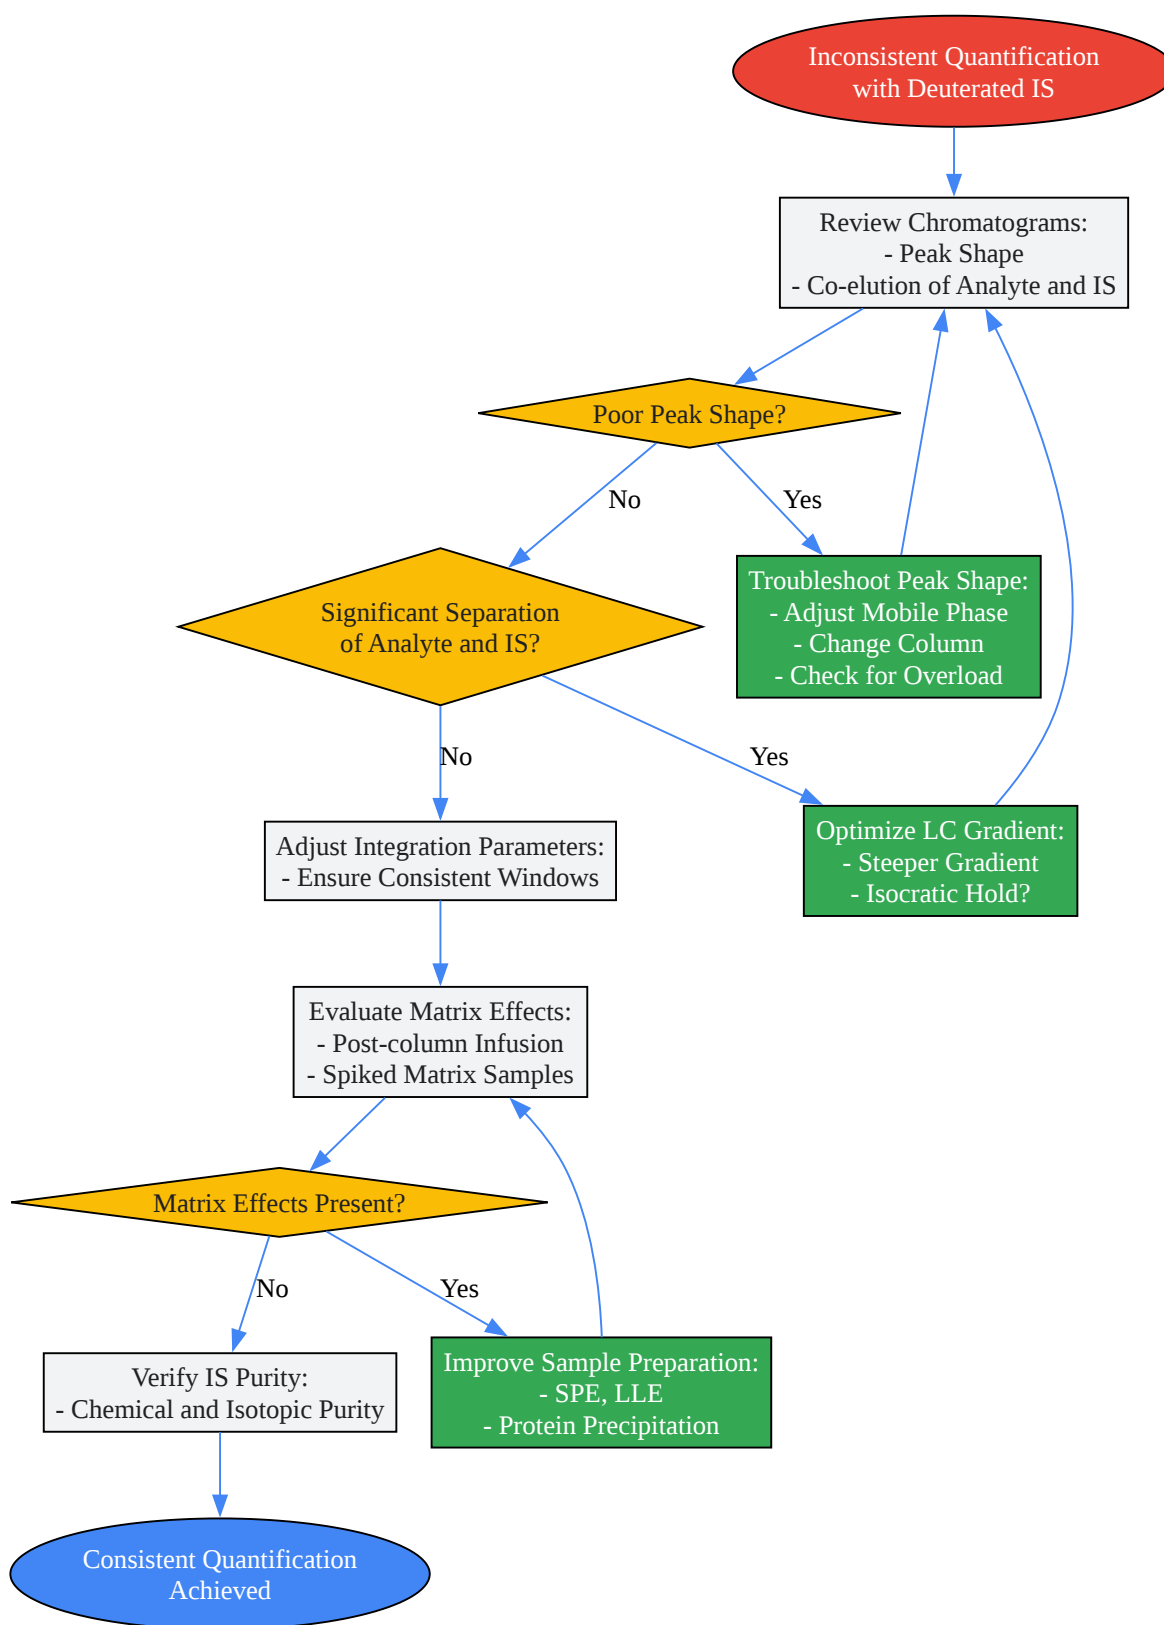 Inconsistent Quantification
with Deuterated IS
Review Chromatograms:
- Peak Shape
- Co-elution of Analyte and IS
Poor Peak Shape?
No
Yes
Significant Separation
of Analyte and IS?
Troubleshoot Peak Shape:
- Adjust Mobile Phase
- Change Column
- Check for Overload
No
Yes
Adjust Integration Parameters:
- Ensure Consistent Windows
Optimize LC Gradient:
- Steeper Gradient
- Isocratic Hold?
Evaluate Matrix Effects:
- Post-column Infusion
- Spiked Matrix Samples
Matrix Effects Present?
No
Yes
Verify IS Purity:
- Chemical and Isotopic Purity
Improve Sample Preparation:
- SPE, LLE
- Protein Precipitation
Consistent Quantification
Achieved